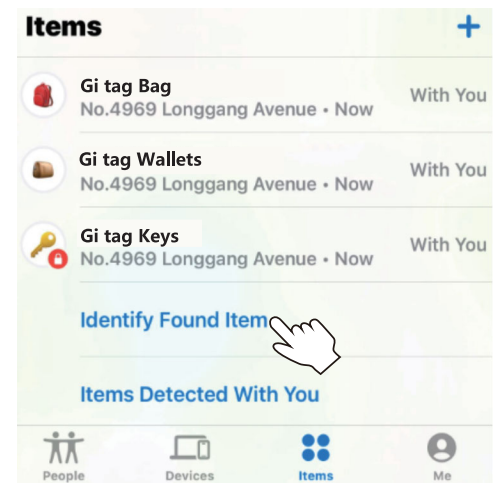 Items +
Gi tag Bag
No.4969 Longgang Avenue • Now
With You
Gi tag Wallets
No.4969 Longgang Avenue • Now
With You
Gi tag Keys
No.4969 Longgang Avenue • Now
With You
Identify Found Item
Items Detected With You
People
Devices
Items
Me